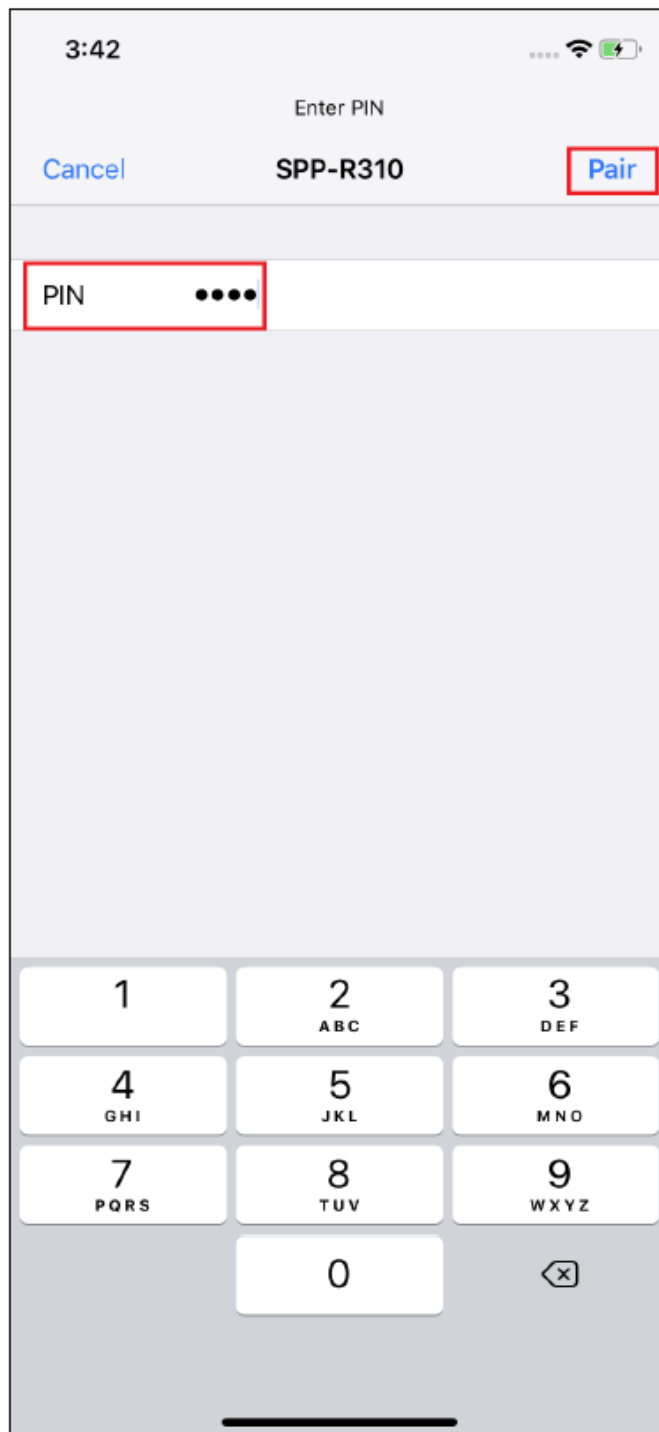 3:42
Enter PIN
Cancel SPP-R310 Pair
PIN ••••
1 2 3
ABC DEF
4 5 6
GHI JKL MNO
7 8 9
PQRS TUV WXYZ
0